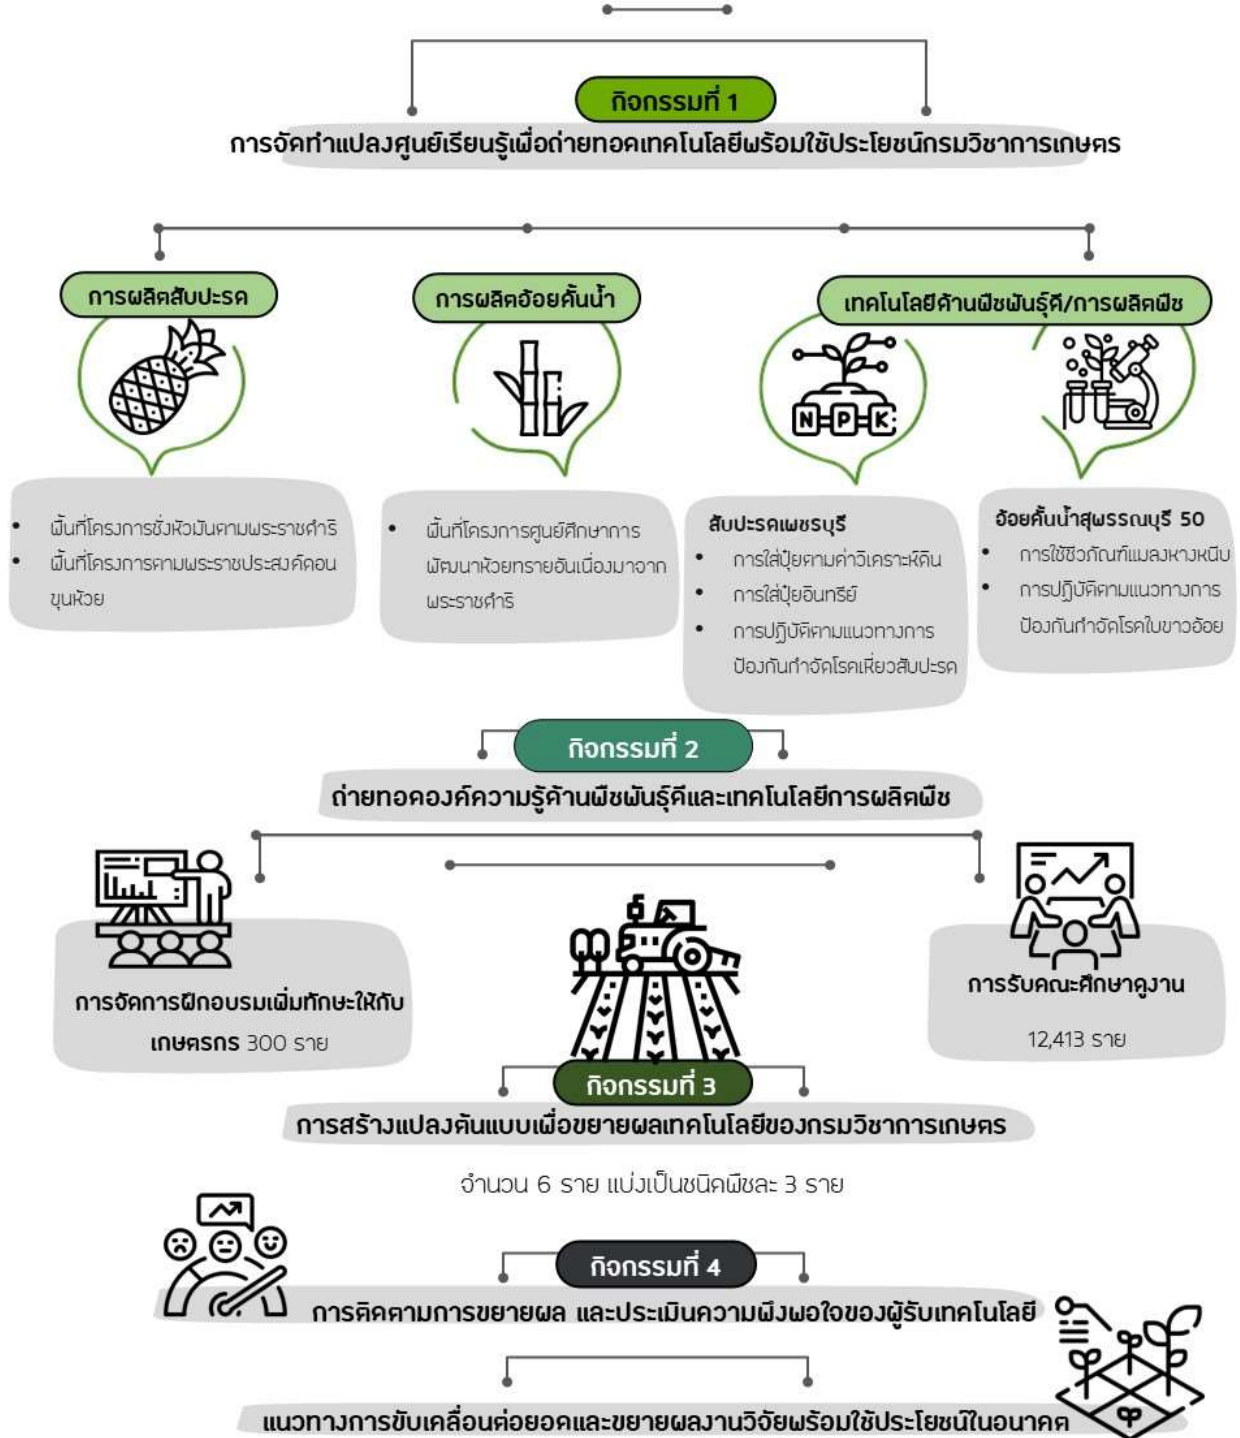 กิจกรรมที่ 1
การจัดทำแปลงศูนย์เรียนรู้เพื่อถ่ายทอดเทคโนโลยีพร้อมใช้ประโยชน์กรมวิชาการเกษตร
การผลิตสับปะรด
การผลิตอ้อยคั้นน้ำ
เทคโนโลยีด้านพืชพันธุ์ดี/การผลิตพืช
N P K
• พื้นที่โครงการชั่งหัวมันตามพระราชดำริ
• พื้นที่โครงการตามพระราชประสงค์ดอน
ขุนห้วย
• พื้นที่โครงการศูนย์ศึกษาการ
พัฒนาห้วยทรายอันเนื่องมาจาก
พระราชดำริ
สับปะรดเพชรบุรี
• การใส่ปุ๋ยตามค่าวิเคราะห์ดิน
• การใส่ปุ๋ยอินทรีย์
• การปฏิบัติตามแนวทางการ
ป้องกันกำจัดโรคเหี่ยวสับปะรด
อ้อยคั้นน้ำสุพรรณบุรี 50
• การใช้ชีวภัณฑ์แมลงหางหนีบ
• การปฏิบัติตามแนวทางการ
ป้องกันกำจัดโรคใบขาวอ้อย
กิจกรรมที่ 2
ถ่ายทอดองค์ความรู้ด้านพืชพันธุ์ดีและเทคโนโลยีการผลิตพืช
การจัดการฝึกอบรมเพิ่มทักษะให้กับ
เกษตรกร 300 ราย
การรับคณะศึกษาดูงาน
12,413 ราย
กิจกรรมที่ 3
การสร้างแปลงต้นแบบเพื่อขยายผลเทคโนโลยีของกรมวิชาการเกษตร
จำนวน 6 ราย แบ่งเป็นชนิดพืชละ 3 ราย
กิจกรรมที่ 4
การติดตามการขยายผล และประเมินความพึงพอใจของผู้รับเทคโนโลยี
แนวทางการขับเคลื่อนต่อยอดและขยายผลงานวิจัยพร้อมใช้ประโยชน์ในอนาคต